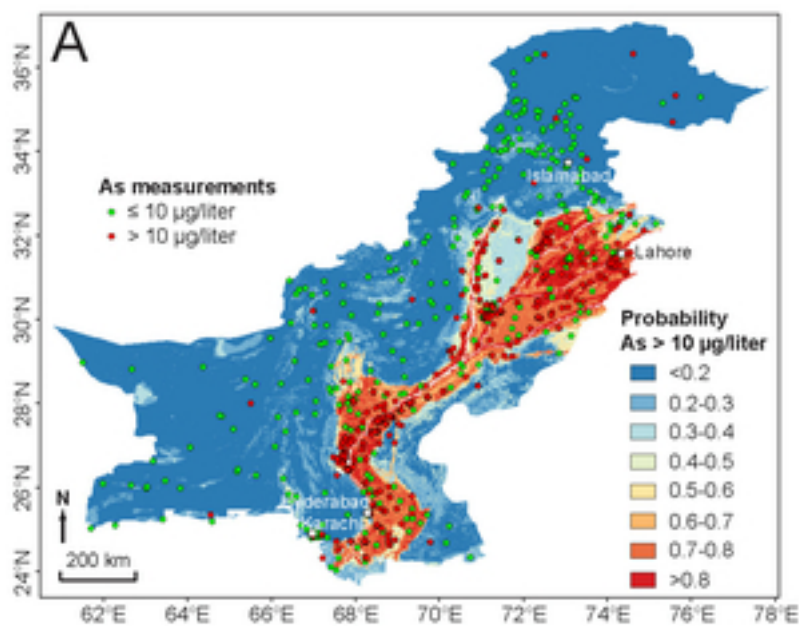 A
36°N
34°N
32°N
30°N
28°N
26°N
24°N
As measurements
≤ 10 µg/liter
> 10 µg/liter
Islamabad
Lahore
Hyderabad
Karachi
Probability
As > 10 µg/liter
<0.2
0.2-0.3
0.3-0.4
0.4-0.5
0.5-0.6
0.6-0.7
0.7-0.8
>0.8
N
200 km
62°E
64°E
66°E
68°E
70°E
72°E
74°E
76°E
78°E